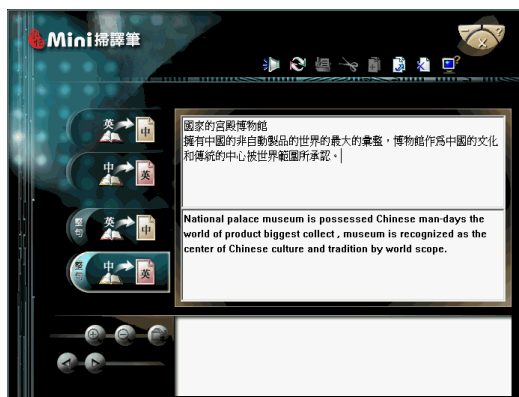 Mini掃譯筆
英 中
國家的宮殿博物館
擁有中國的非自動製品的世界的最大的彙整，博物館作爲中國的文化
和傳統的中心被世界範圍所承認。
中 英
整句 英 中
National palace museum is possessed Chinese man-days the
world of product biggest collect , museum is recognized as the
center of Chinese culture and tradition by world scope.
整句 中 英